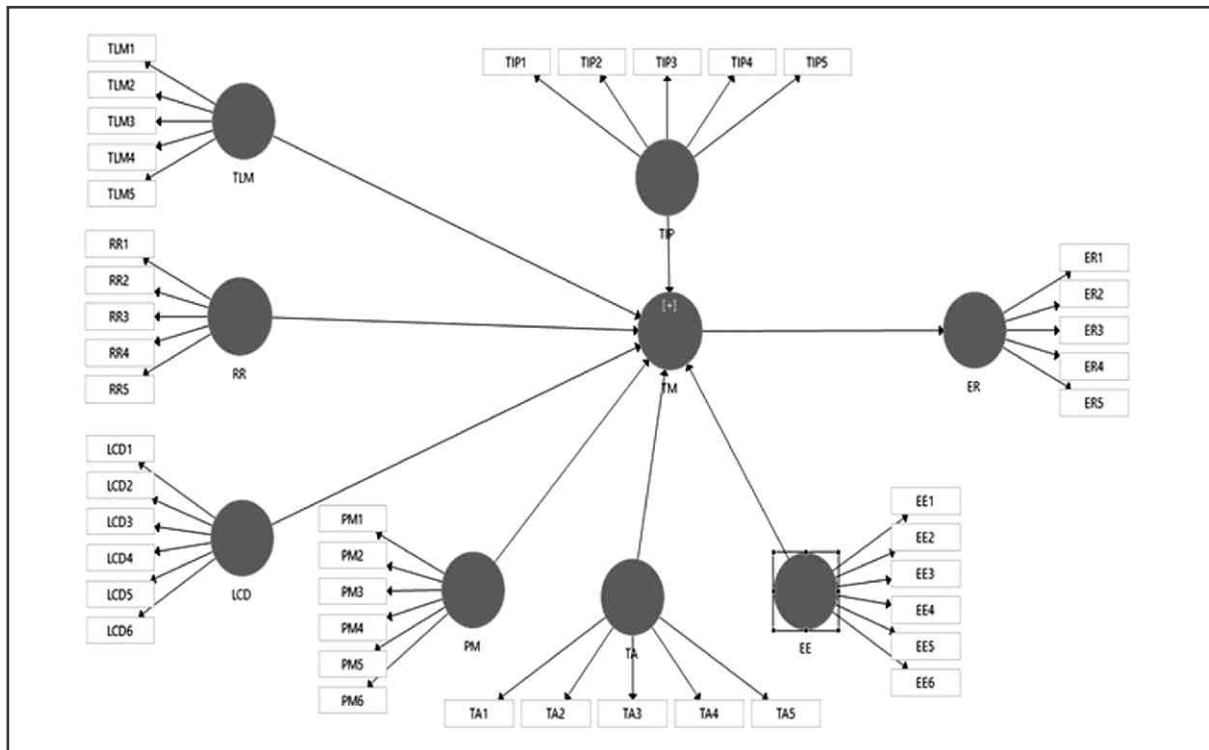 TLM1
TLM2
TLM3
TLM4
TLM5
TLM
TIP1
TIP2
TIP3
TIP4
TIP5
TIP
RR1
RR2
RR3
RR4
RR5
RR
[+]
TM
ER1
ER2
ER3
ER4
ER5
ER
LCD1
LCD2
LCD3
LCD4
LCD5
LCD6
LCD
PM1
PM2
PM3
PM4
PM5
PM6
PM
TA
TA1
TA2
TA3
TA4
TA5
EE1
EE2
EE3
EE4
EE5
EE6
EE